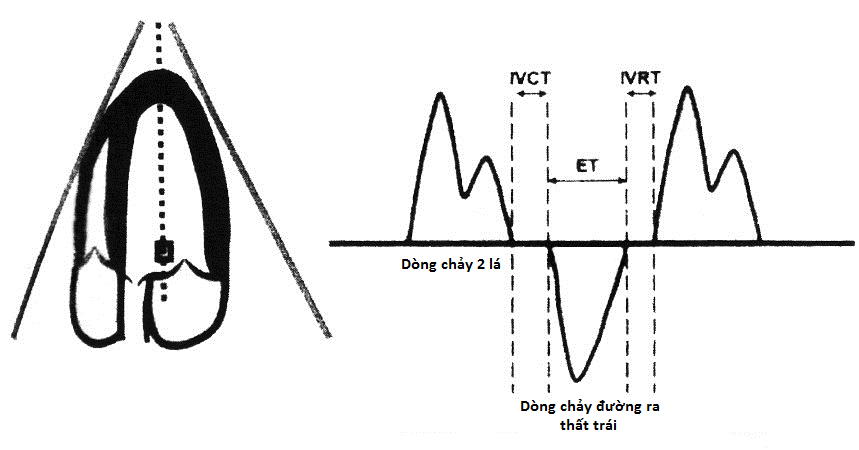 IVCT
IVRT
ET
Dòng chảy 2 lá
Dòng chảy đường ra
thất trái